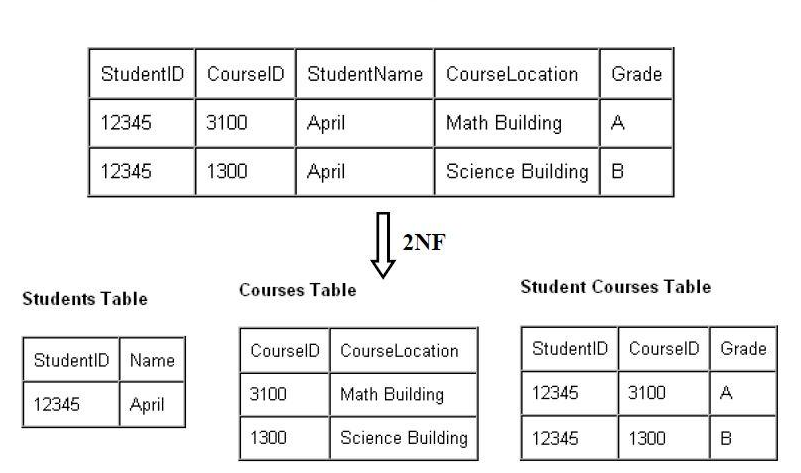 StudentID CourseID StudentName CourseLocation Grade
12345 3100 April Math Building A
12345 1300 April Science Building B
2NF
Students Table
StudentID Name
12345 April
Courses Table
CourseID CourseLocation
3100 Math Building
1300 Science Building
Student Courses Table
StudentID CourseID Grade
12345 3100 A
12345 1300 B